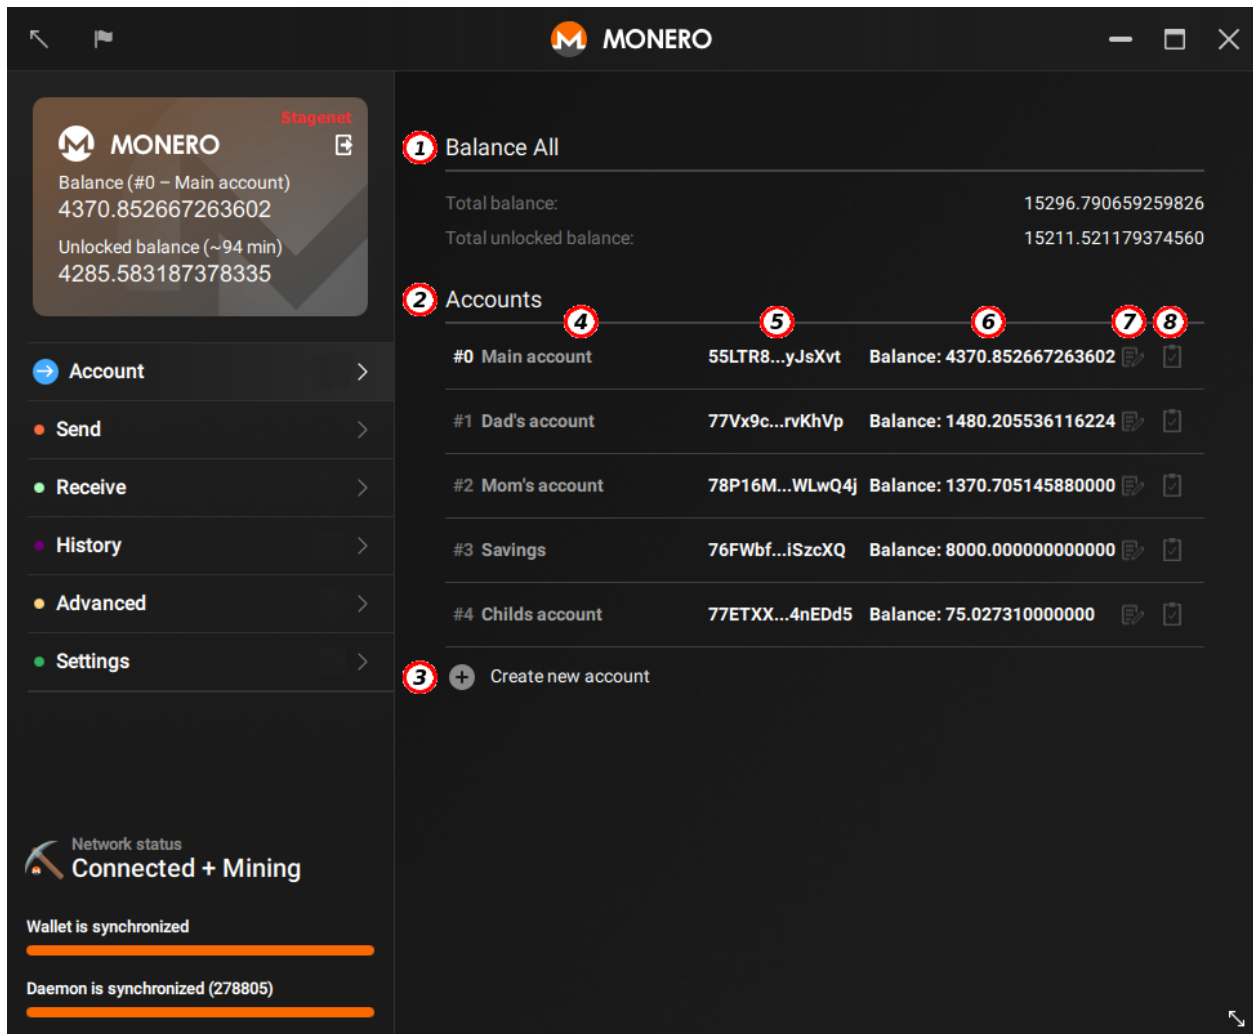 MONERO
Stagenet
MONERO
Balance (#0 – Main account)
4370.852667263602
Unlocked balance (~94 min)
4285.583187378335
Account
Send
Receive
History
Advanced
Settings
Network status
Connected + Mining
Wallet is synchronized
Daemon is synchronized (278805)
1 Balance All
Total balance: 15296.790659259826
Total unlocked balance: 15211.521179374560
2 Accounts
4 5 6 7 8
#0 Main account 55LTR8...yJsXvt Balance: 4370.852667263602
#1 Dad's account 77Vx9c...rvKhVp Balance: 1480.205536116224
#2 Mom's account 78P16M...WLwQ4j Balance: 1370.705145880000
#3 Savings 76FWbf...iSzcXQ Balance: 8000.000000000000
#4 Childs account 77ETXX...4nEDd5 Balance: 75.027310000000
3 Create new account